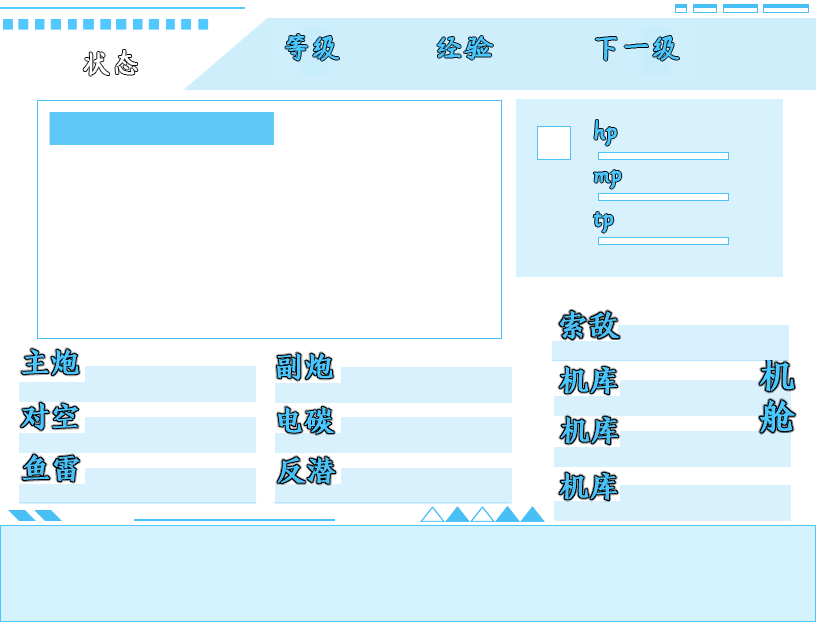 状态
等级 经验 下一级
hp
mp
tp
主炮 副炮
对空 电碳
鱼雷 反潜
索敌
机库
机库
机库
机舱